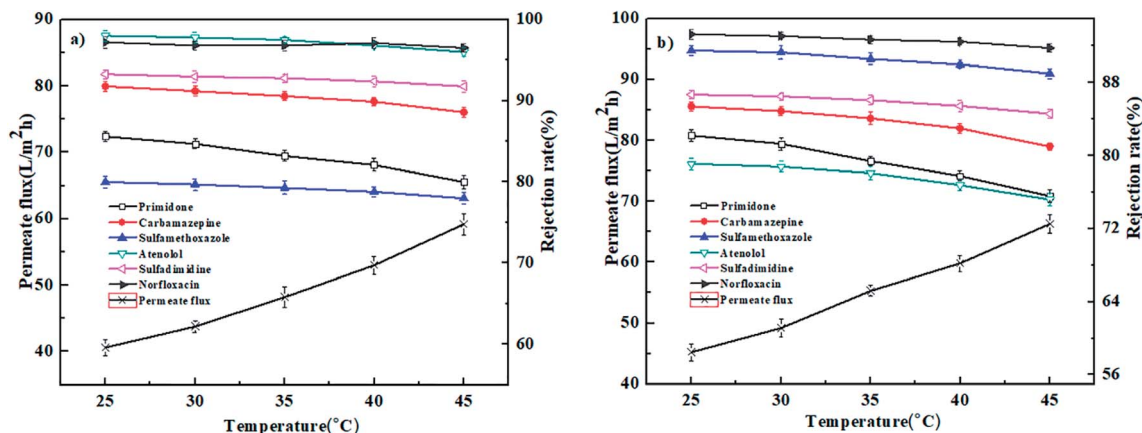 a)
90
80
70
60
50
40
Permeate flux(L/m²h)
100
90
80
70
60
Rejection rate(%)
Primidone
Carbamazepine
Sulfamethoxazole
Atenolol
Sulfadimidine
Norfloxacin
Permeate flux
25 30 35 40 45
Temperature(°C)
b)
100
90
80
70
60
50
40
Permeate flux(L/m²h)
88
80
72
64
56
Rejection rate(%)
Primidone
Carbamazepine
Sulfamethoxazole
Atenolol
Sulfadimidine
Norfloxacin
Permeate flux
25 30 35 40 45
Temperature(°C)